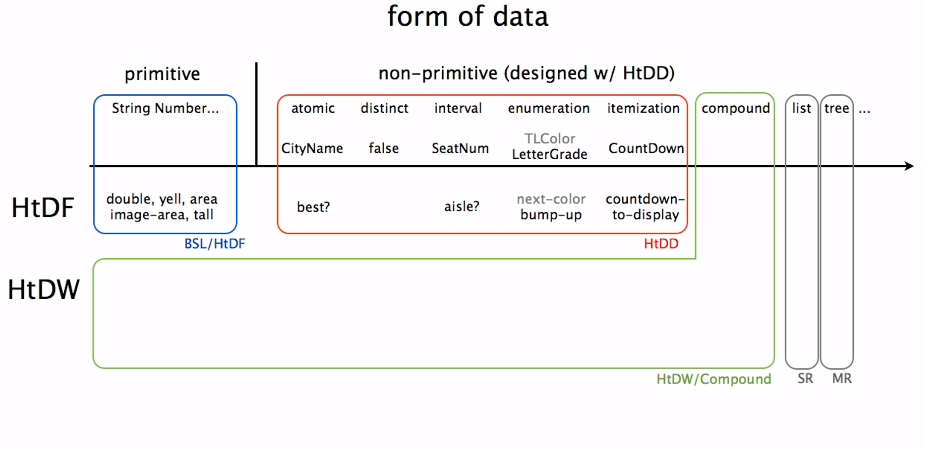 form of data
primitive
non-primitive (designed w/ HtDD)
String Number...
atomic distinct interval enumeration itemization compound list tree ...
CityName false SeatNum TLColor LetterGrade CountDown
HtDF
double, yell, area
image-area, tall
best?
aisle?
next-color
bump-up
countdown-
to-display
BSL/HtDF
HtDD
HtDW
HtDW/Compound
SR
MR